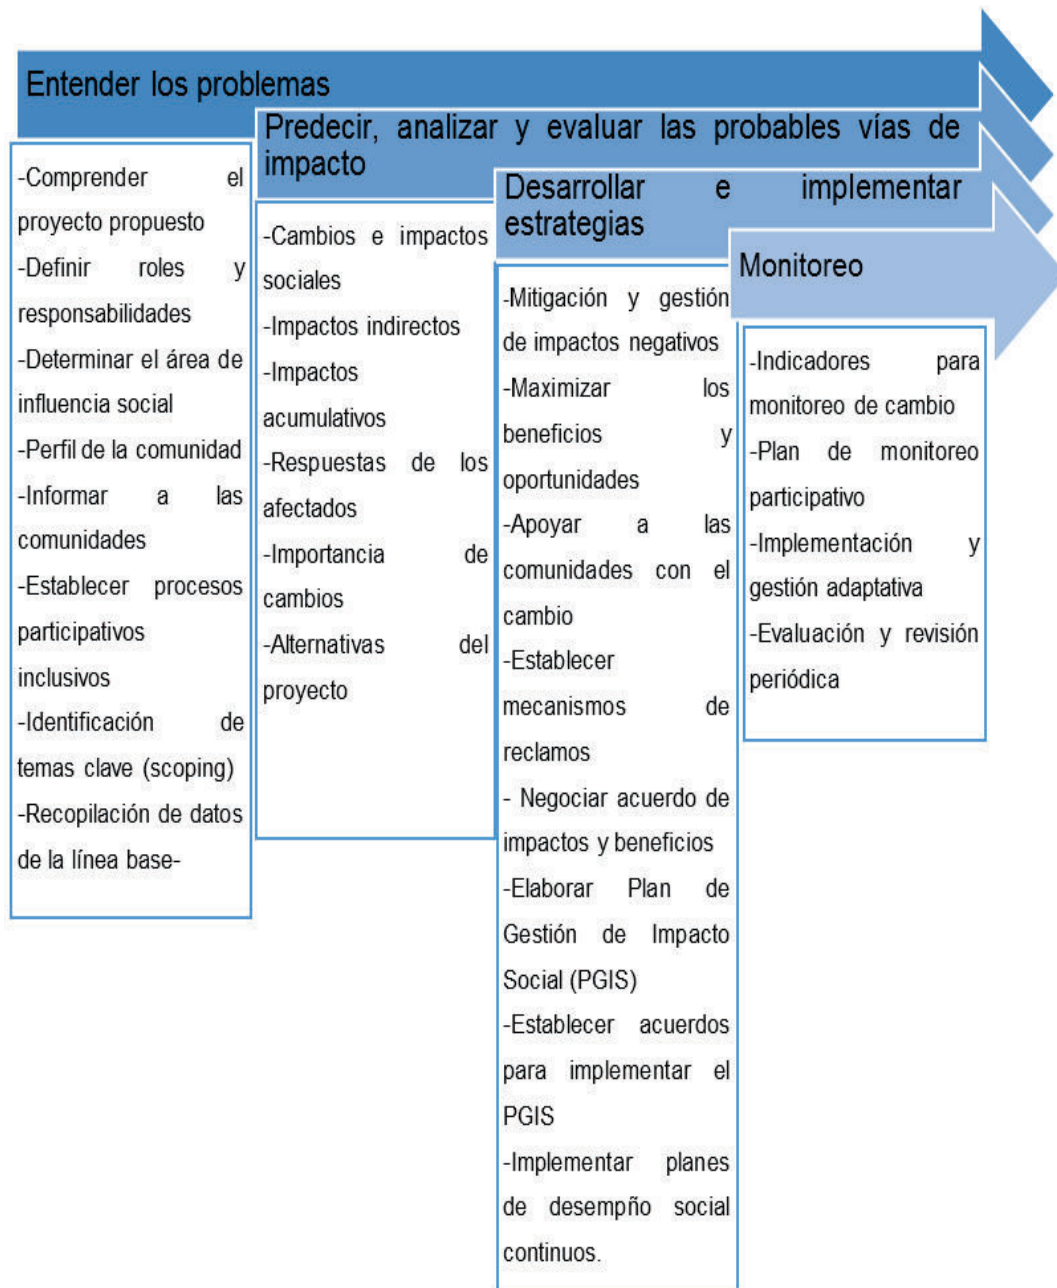 Entender los problemas
-Comprender el
proyecto propuesto
-Definir roles y
responsabilidades
-Determinar el área de
influencia social
-Perfil de la comunidad
-Informar a las
comunidades
-Establecer procesos
participativos
inclusivos
-Identificación de
temas clave (scoping)
-Recopilación de datos
de la línea base-
Predecir, analizar y evaluar las probables vías de
impacto
-Cambios e impactos
sociales
-Impactos indirectos
-Impactos
acumulativos
-Respuestas de los
afectados
-Importancia de
cambios
-Alternativas del
proyecto
Desarrollar e implementar
estrategias
-Mitigación y gestión
de impactos negativos
-Maximizar los
beneficios y
oportunidades
-Apoyar a las
comunidades con el
cambio
-Establecer
mecanismos de
reclamos
- Negociar acuerdo de
impactos y beneficios
-Elaborar Plan de
Gestión de Impacto
Social (PGIS)
-Establecer acuerdos
para implementar el
PGIS
-Implementar planes
de desempño social
continuos.
Monitoreo
-Indicadores para
monitoreo de cambio
-Plan de monitoreo
participativo
-Implementación y
gestión adaptativa
-Evaluación y revisión
periódica